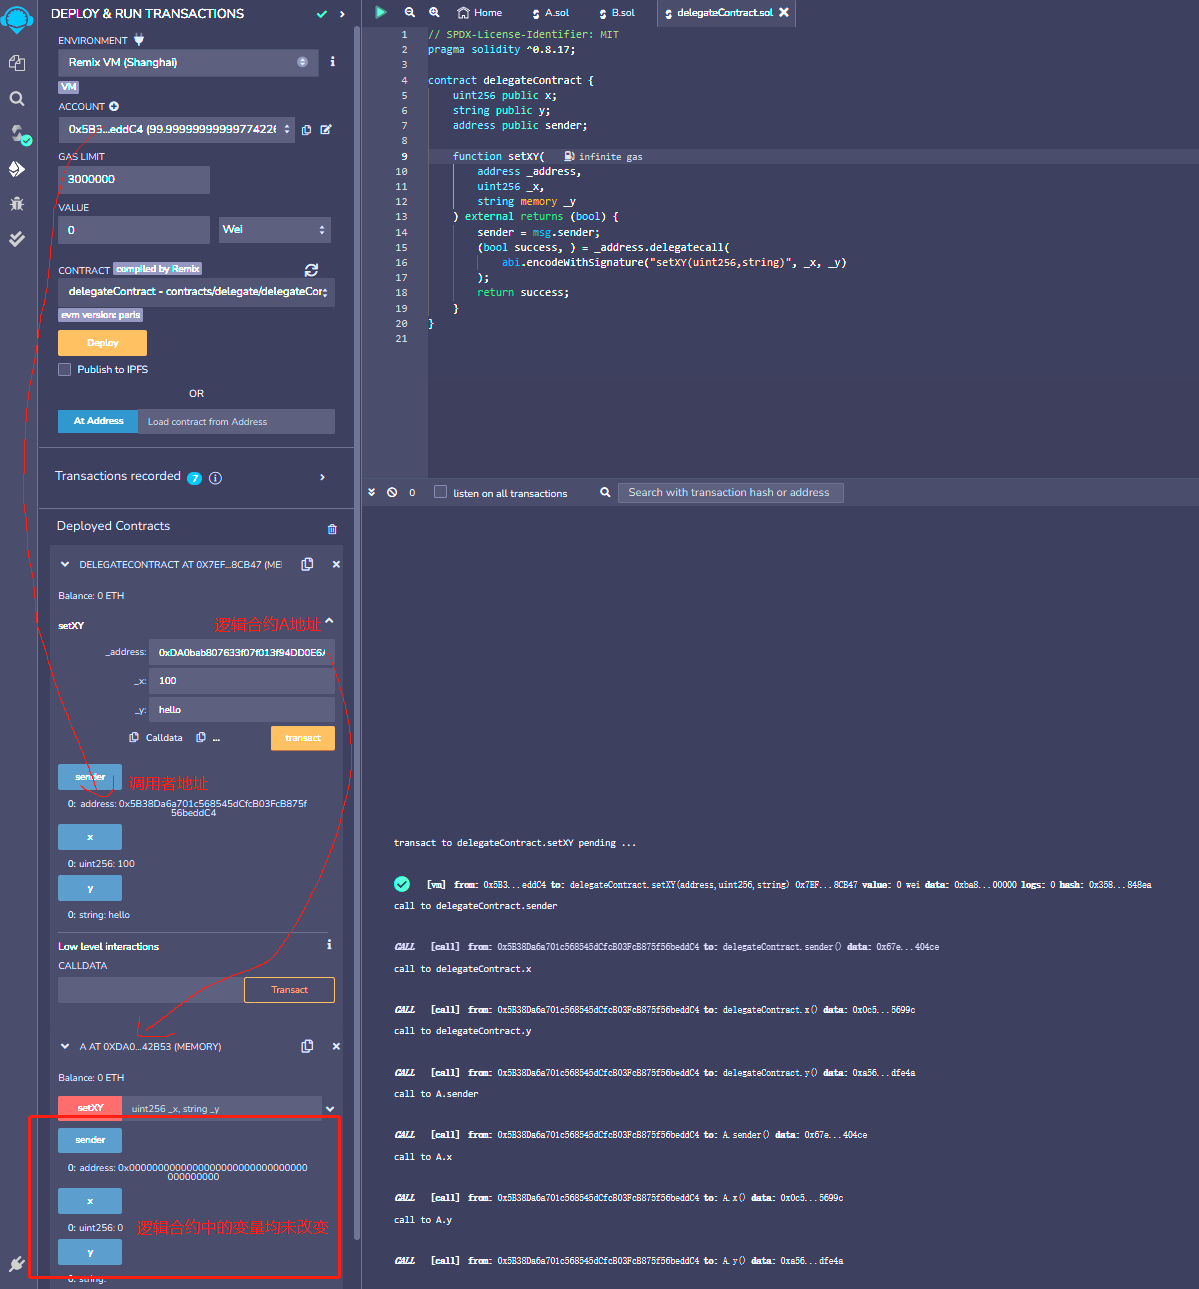 DEPLOY & RUN TRANSACTIONS
ENVIRONMENT
Remix VM (Shanghai)
VM
ACCOUNT
0x5B3...eddC4 (99.99999999999774226
GAS LIMIT
3000000
VALUE
0
Wei
CONTRACT compiled by Remix
delegateContract - contracts/delegate/delegateCor
evm version: paris
Deploy
Publish to IPFS
OR
At Address
Load contract from Address
Transactions recorded 7
Deployed Contracts
DELEGATECONTRACT AT 0X7EF...8CB47 (MEI
Balance: 0 ETH
setXY
逻辑合约A地址
_address: 0xDA0bab807633f07f013f94DD0E6A
_x: 100
_y: hello
Calldata
...
transact
sender
调用者地址
0: address: 0x5B38Da6a701c568545dCfcB03FcB875f
56beddC4
x
0: uint256: 100
y
0: string: hello
Low level interactions
CALLDATA
Transact
A AT 0XDA0...42B53 (MEMORY)
Balance: 0 ETH
setXY
uint256 _x, string _y
sender
0: address: 0x00000000000000000000000000000000
000000000
x
0: uint256: 0
逻辑合约中的变量均未改变
y
0: string:
Home
A.sol
B.sol
delegateContract.sol
1 // SPDX-License-Identifier: MIT
2 pragma solidity ^0.8.17;
3
4 contract delegateContract {
5 uint256 public x;
6 string public y;
7 address public sender;
8
9 function setXY( infinite gas
10 address _address,
11 uint256 _x,
12 string memory _y
13 ) external returns (bool) {
14 sender = msg.sender;
15 (bool success, ) = _address.delegatecall(
16 abi.encodeWithSignature("setXY(uint256,string)", _x, _y)
17 );
18 return success;
19 }
20 }
21
0
listen on all transactions
Search with transaction hash or address
transact to delegateContract.setXY pending ...
[vm] from: 0x5B3...eddC4 to: delegateContract.setXY(address,uint256,string) 0x7EF...8CB47 value: 0 wei data: 0xba8...00000 logs: 0 hash: 0x358...848ea
call to delegateContract.sender
CALL [call] from: 0x5B38Da6a701c568545dCfcB03FcB875f56beddC4 to: delegateContract.sender() data: 0x67e...404ce
call to delegateContract.x
CALL [call] from: 0x5B38Da6a701c568545dCfcB03FcB875f56beddC4 to: delegateContract.x() data: 0x0c5...5699c
call to delegateContract.y
CALL [call] from: 0x5B38Da6a701c568545dCfcB03FcB875f56beddC4 to: delegateContract.y() data: 0xa56...dfe4a
call to A.sender
CALL [call] from: 0x5B38Da6a701c568545dCfcB03FcB875f56beddC4 to: A.sender() data: 0x67e...404ce
call to A.x
CALL [call] from: 0x5B38Da6a701c568545dCfcB03FcB875f56beddC4 to: A.x() data: 0x0c5...5699c
call to A.y
CALL [call] from: 0x5B38Da6a701c568545dCfcB03FcB875f56beddC4 to: A.y() data: 0xa56...dfe4a